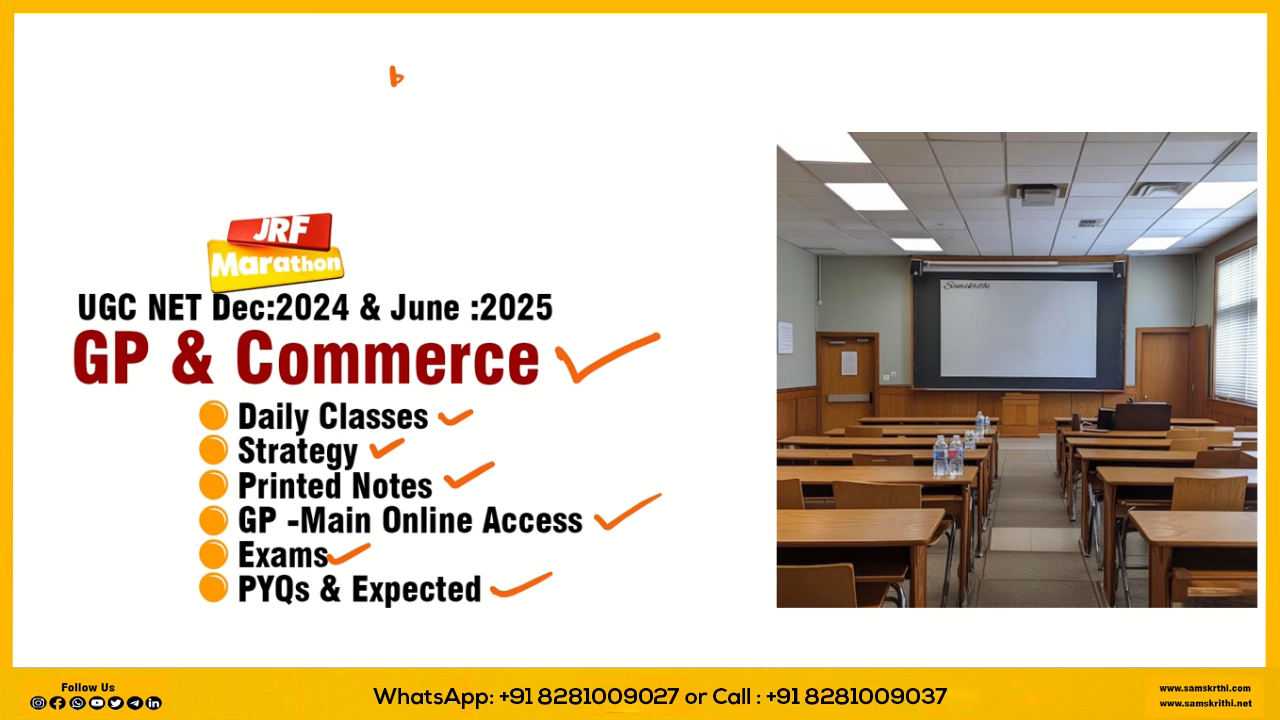 JRF
Marathon
UGC NET Dec:2024 & June :2025
GP & Commerce
Daily Classes
Strategy
Printed Notes
GP -Main Online Access
Exams
PYQs & Expected
Samskrithi
Follow Us
WhatsApp: +91 8281009027 or Call : +91 8281009037
www.samskrthi.com
www.samskrithi.net